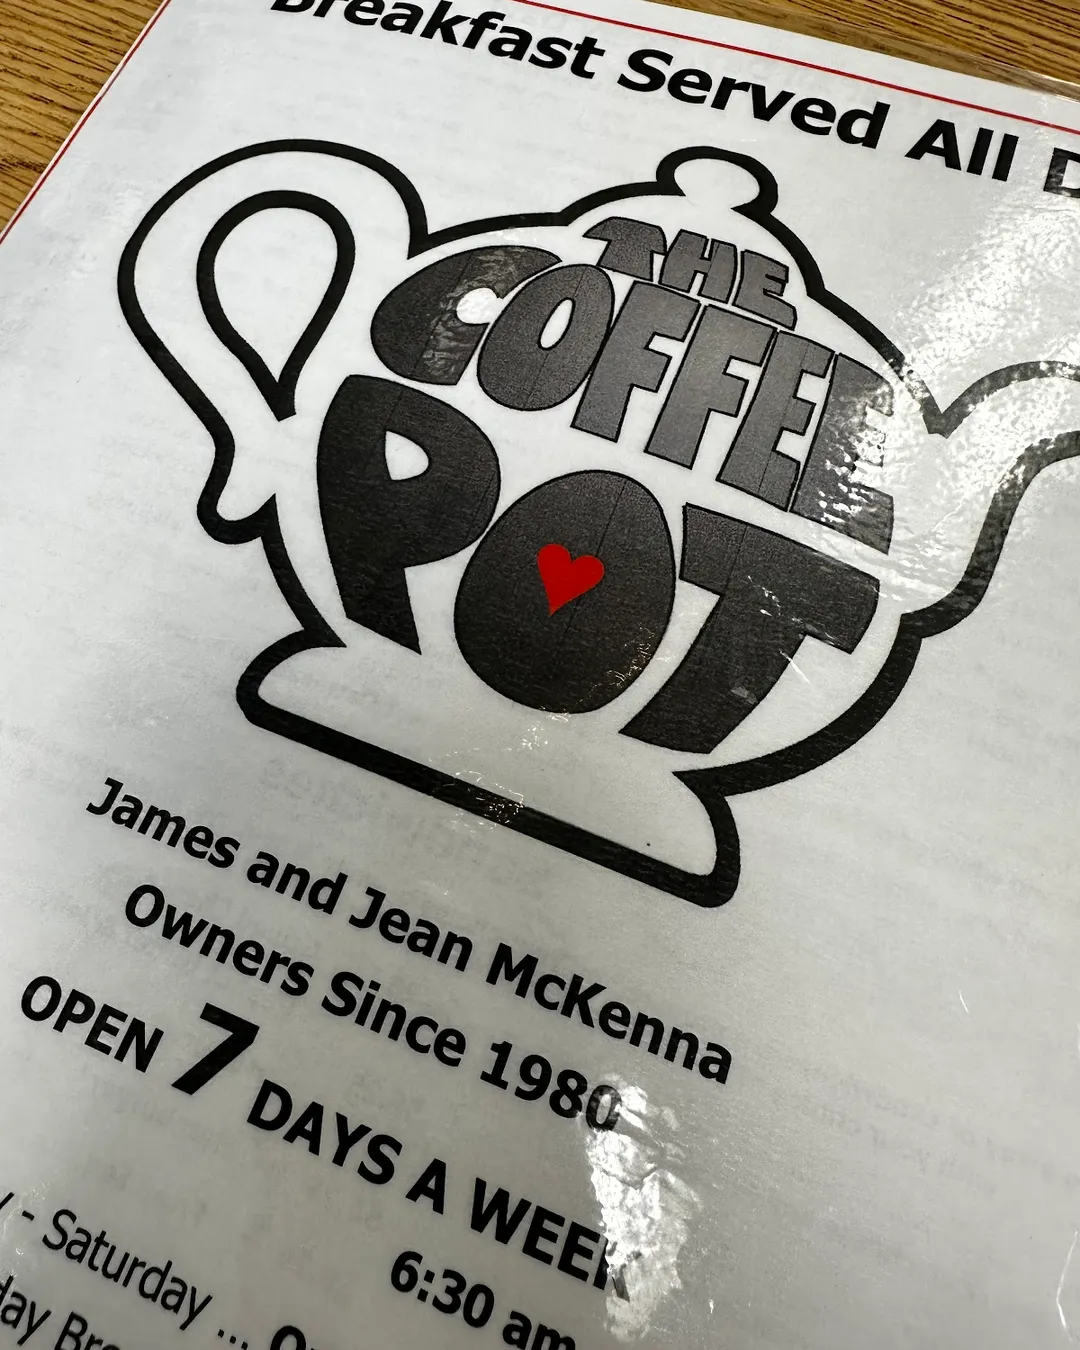 Breakfast Served All
THE
COFFEE
POT
James and Jean McKenna
Owners Since 1980
OPEN 7 DAYS A WEEK
- Saturday ...
6:30 am